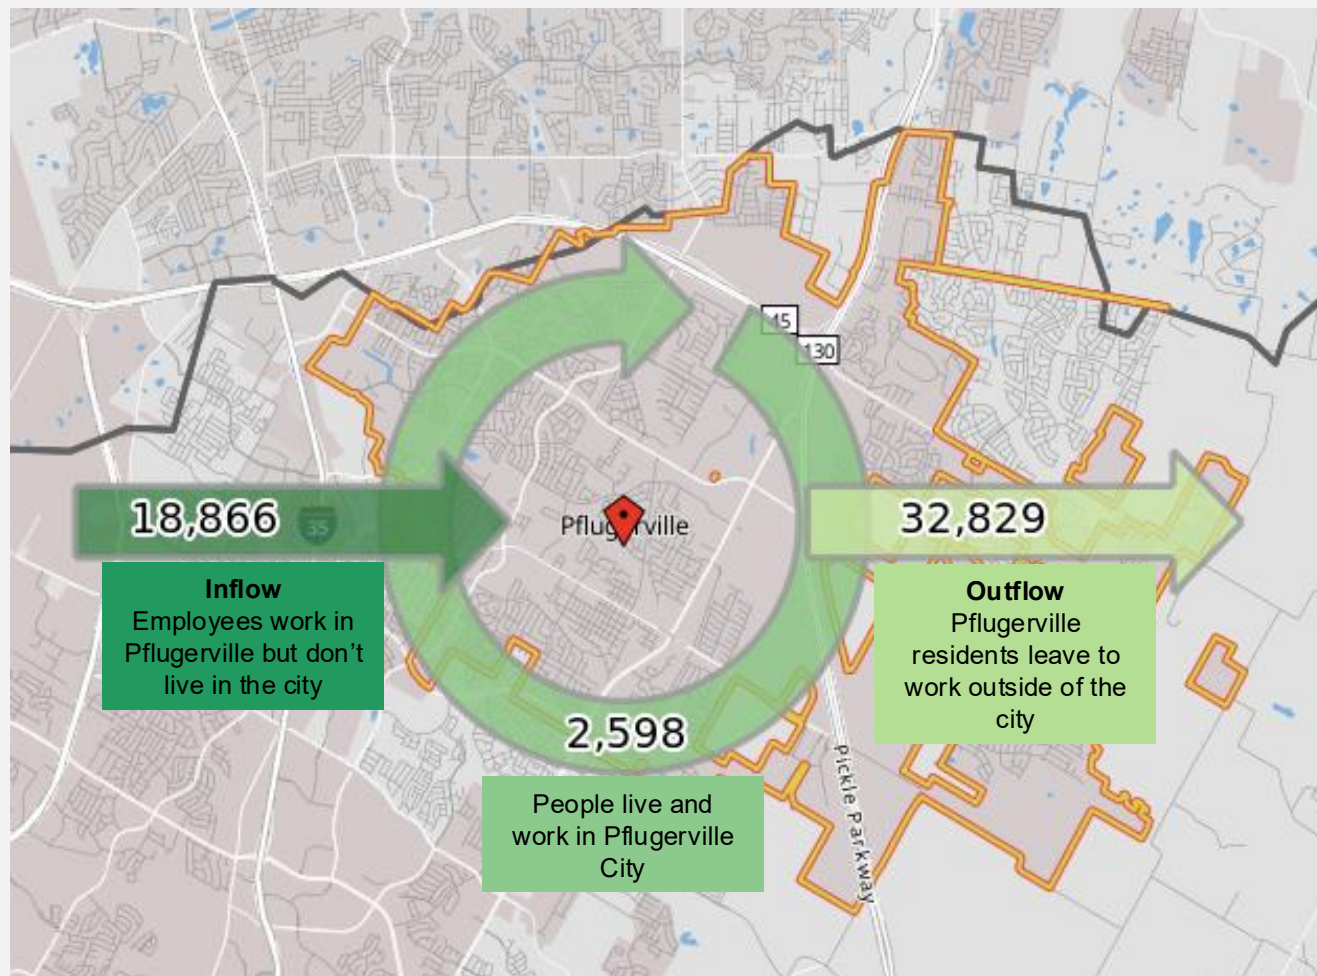 45
130
18,866
35
Pflugerville
32,829
Inflow
Employees work in
Pflugerville but don’t
live in the city
Outflow
Pflugerville
residents leave to
work outside of the
city
2,598
People live and
work in Pflugerville
City
Pickle Parkway